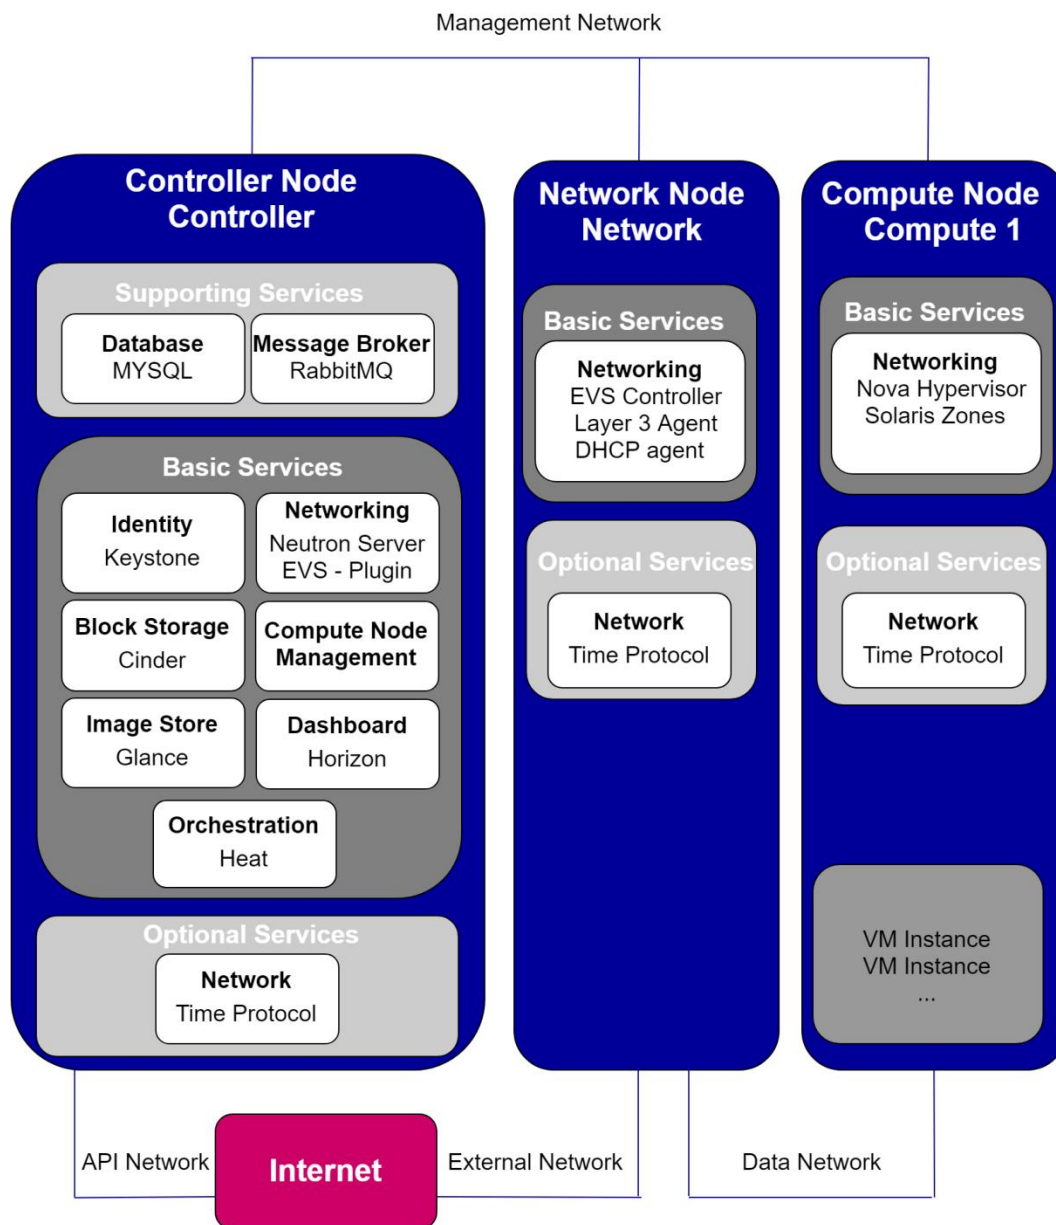 Management Network
Controller Node
Controller
Supporting Services
Database
MYSQL
Message Broker
RabbitMQ
Basic Services
Identity
Keystone
Networking
Neutron Server
EVS - Plugin
Block Storage
Cinder
Compute Node
Management
Image Store
Glance
Dashboard
Horizon
Orchestration
Heat
Optional Services
Network
Time Protocol
Network Node
Network
Basic Services
Networking
EVS Controller
Layer 3 Agent
DHCP agent
Optional Services
Network
Time Protocol
Compute Node
Compute 1
Basic Services
Networking
Nova Hypervisor
Solaris Zones
Optional Services
Network
Time Protocol
VM Instance
VM Instance
...
API Network
Internet
External Network
Data Network